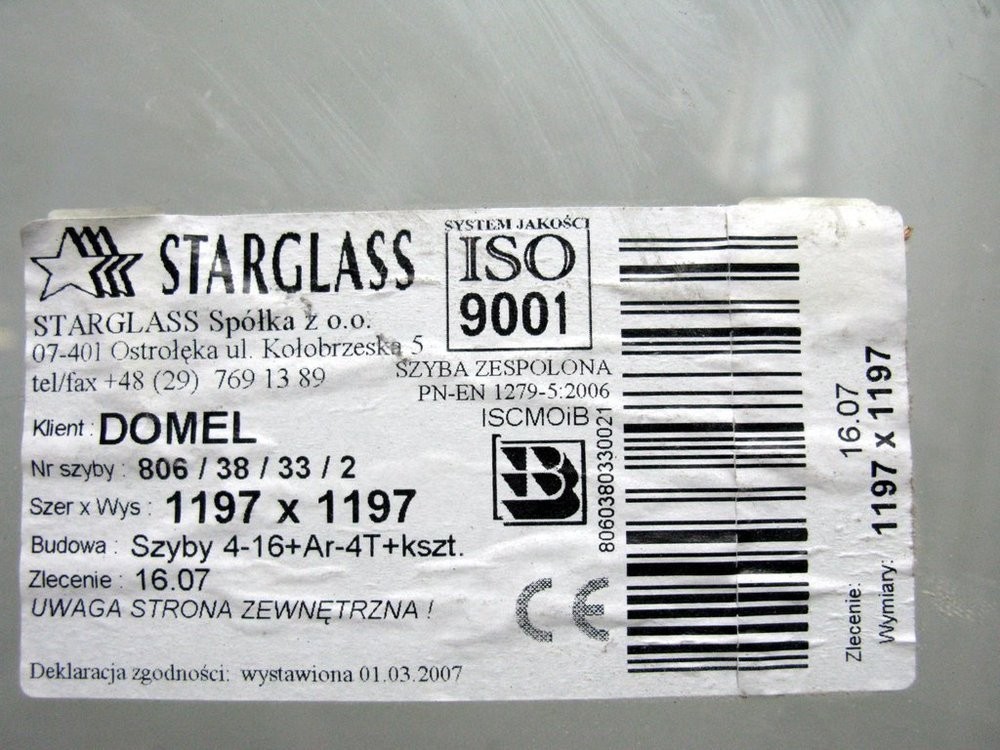 STARGLASS
SYSTEM JAKOŚCI
ISO
9001
STARGLASS Spółka z o.o.
07-401 Ostrołęka ul. Kołobrzeska 5
tel/fax +48 (29) 769 13 89
SZYBA ZESPOLONA
PN-EN 1279-5:2006
ISCMOiB
Klient : DOMEL
Nr szyby : 806 / 38 / 33 / 2
Szer x Wys : 1197 x 1197
Budowa : Szyby 4-16+Ar-4T+kszt.
Zlecenie : 16.07
UWAGA STRONA ZEWNĘTRZNA !
Deklaracja zgodności: wystawiona 01.03.2007
B
CE
8060380330021
Zlecenie: 16.07
Wymiary: 1197 x 1197